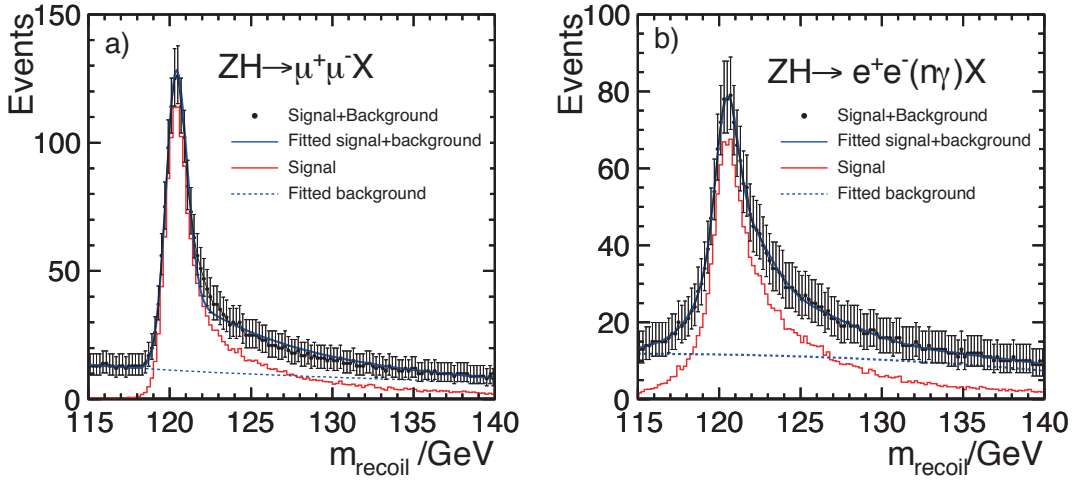 a)
ZH→μ⁺μ⁻X
Signal+Background
Fitted signal+background
Signal
Fitted background
Events
150
100
50
0
115 120 125 130 135 140
m_recoil /GeV
b)
ZH→ e⁺e⁻(nγ)X
Signal+Background
Fitted signal+background
Signal
Fitted background
Events
100
80
60
40
20
0
115 120 125 130 135 140
m_recoil /GeV